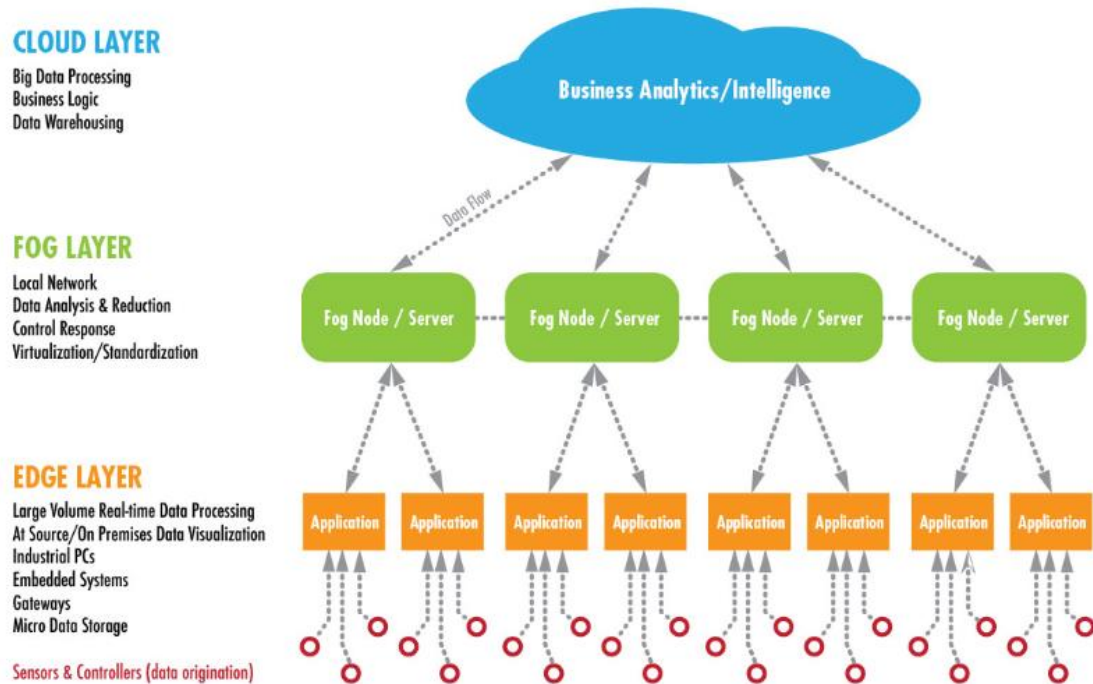 CLOUD LAYER
Big Data Processing
Business Logic
Data Warehousing
Business Analytics/Intelligence
Data Flow
FOG LAYER
Local Network
Data Analysis & Reduction
Control Response
Virtualization/Standardization
Fog Node / Server
Fog Node / Server
Fog Node / Server
Fog Node / Server
EDGE LAYER
Large Volume Real-time Data Processing
At Source/On Premises Data Visualization
Industrial PCs
Embedded Systems
Gateways
Micro Data Storage
Application
Application
Application
Application
Application
Application
Application
Application
Sensors & Controllers (data origination)